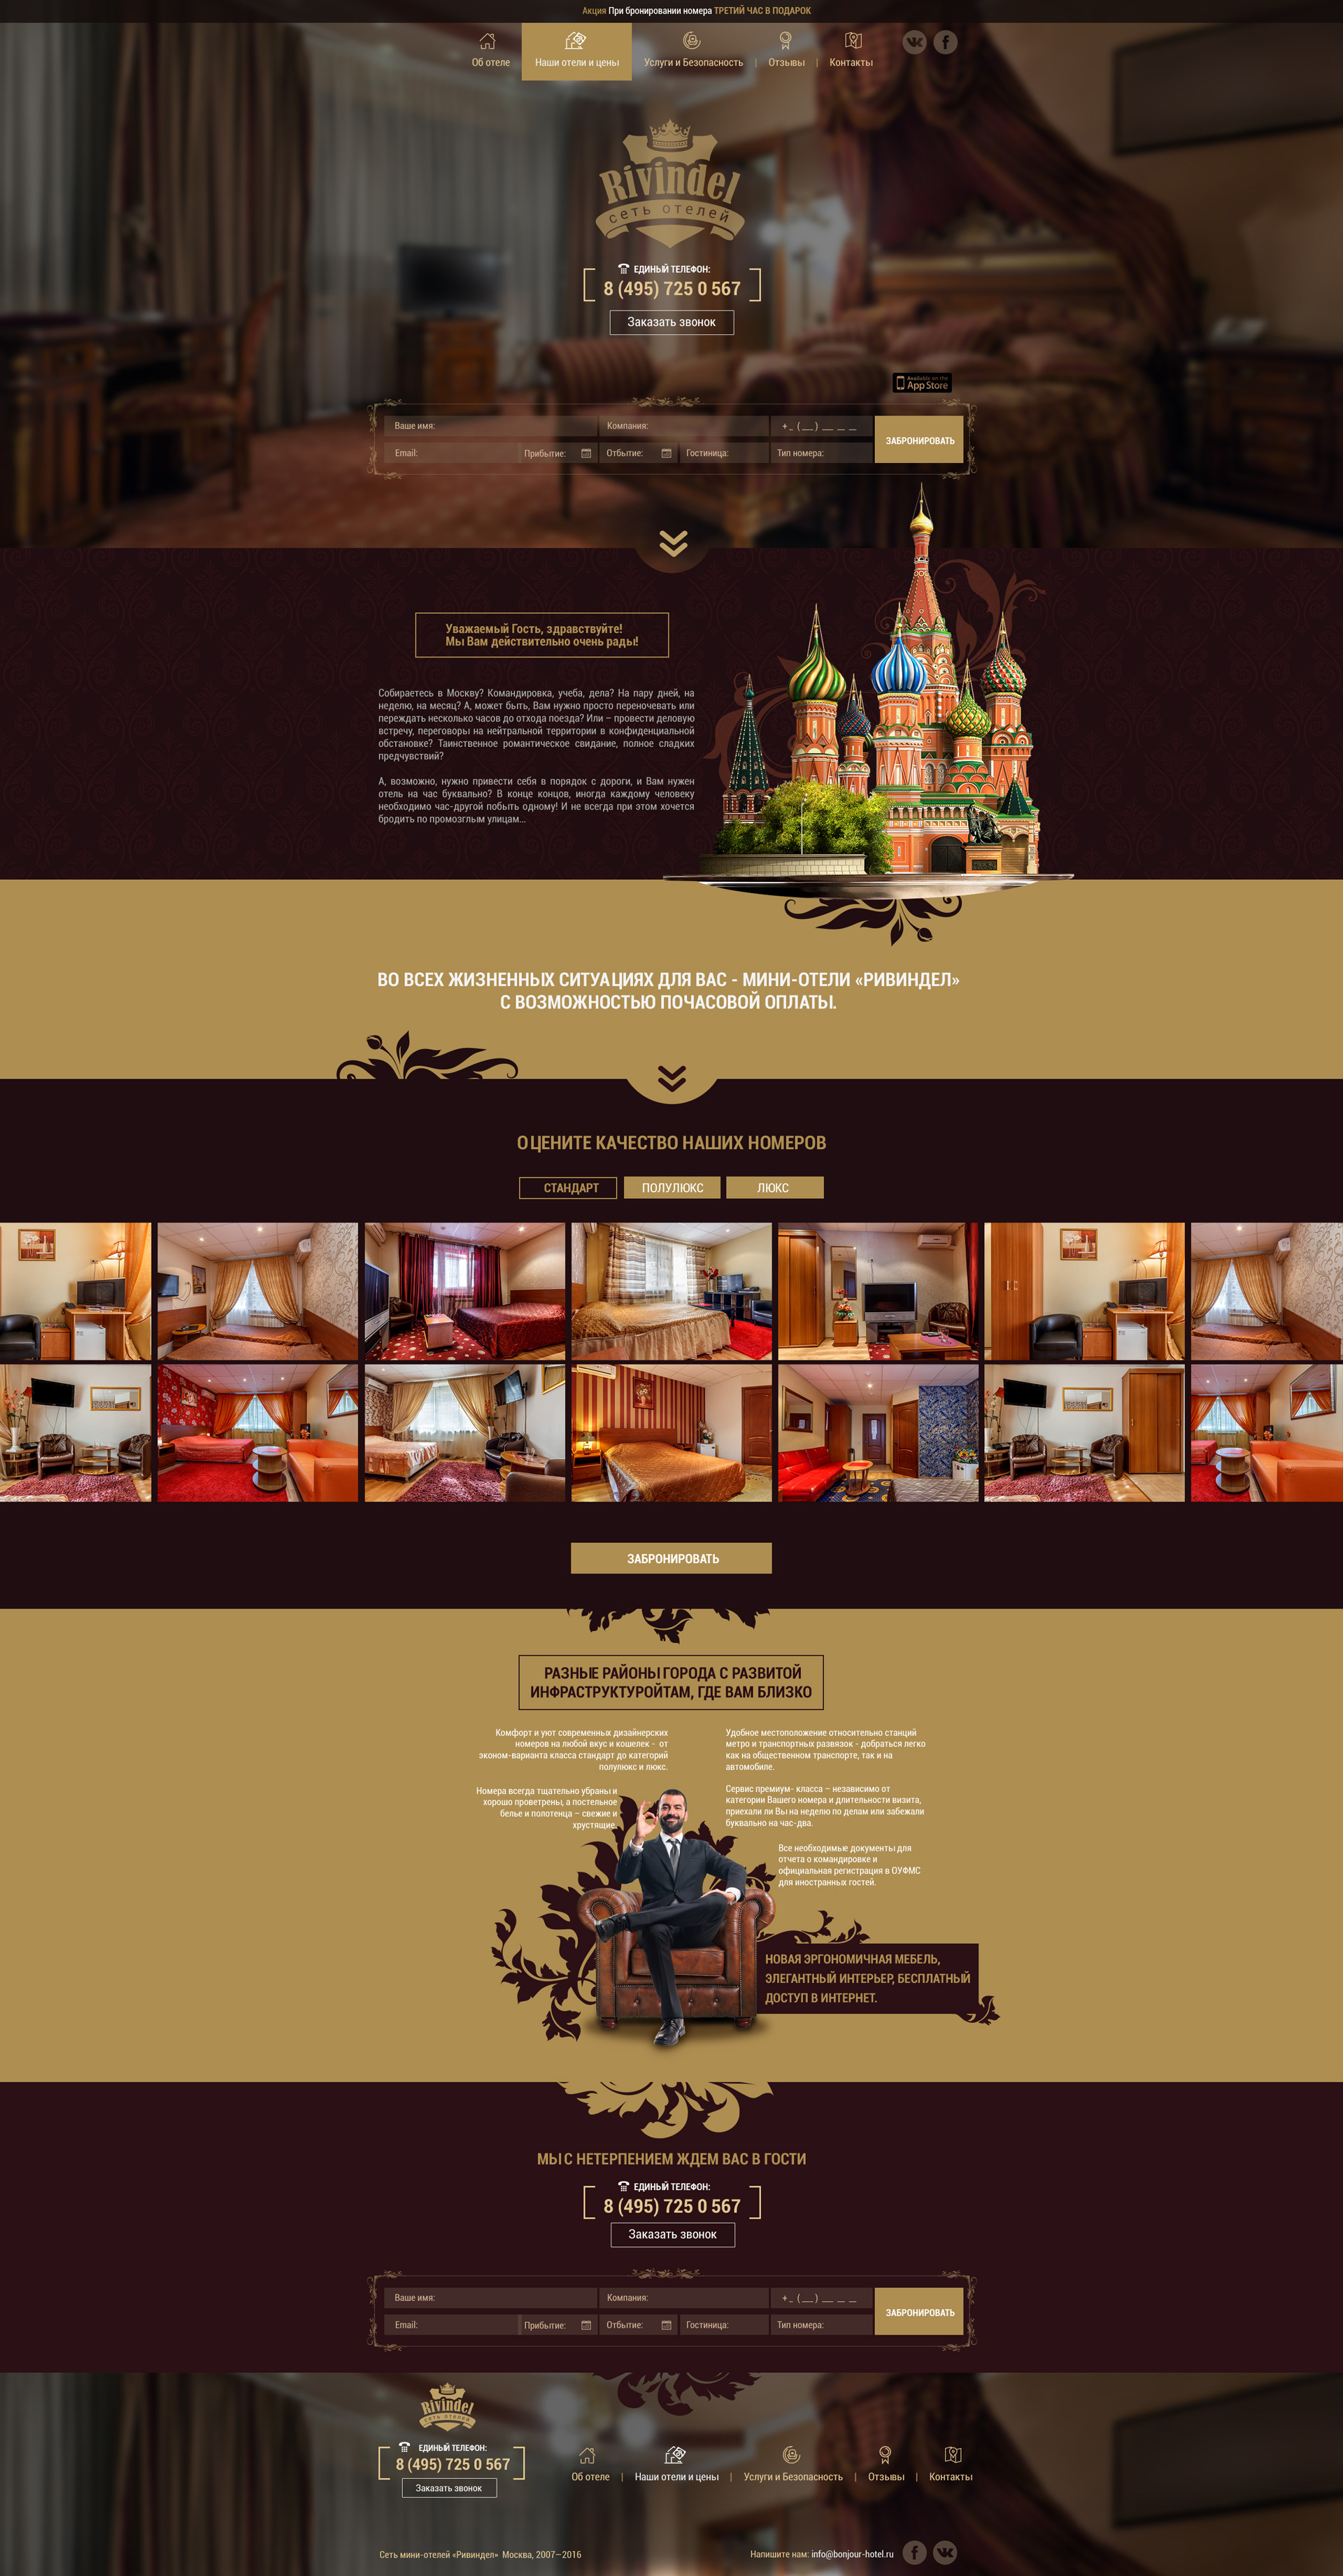 Акция При бронировании номера ТРЕТИЙ ЧАС В ПОДАРОК
Об отеле
Наши отели и цены
Услуги и Безопасность
Отзывы
Контакты
Rivindel
сеть отелей
ЕДИНЫЙ ТЕЛЕФОН:
8 (495) 725 0 567
Заказать звонок
Available on the
App Store
Ваше имя:
Компания:
+ _ ( __ ) __ __ __
ЗАБРОНИРОВАТЬ
Email:
Прибытие:
Отбытие:
Гостиница:
Тип номера:
Уважаемый Гость, здравствуйте!
Мы Вам действительно очень рады!
Собираетесь в Москву? Командировка, учеба, дела? На пару дней, на
неделю, на месяц? А, может быть, Вам нужно просто переночевать или
переждать несколько часов до отхода поезда? Или – провести деловую
встречу, переговоры на нейтральной территории в конфиденциальной
обстановке? Таинственное романтическое свидание, полное сладких
предчувствий?
А, возможно, нужно привести себя в порядок с дороги, и Вам нужен
отель на час буквально? В конце концов, иногда каждому человеку
необходимо час-другой побыть одному! И не всегда при этом хочется
бродить по промозглым улицам...
ВО ВСЕХ ЖИЗНЕННЫХ СИТУАЦИЯХ ДЛЯ ВАС - МИНИ-ОТЕЛИ «РИВИНДЕЛ»
С ВОЗМОЖНОСТЬЮ ПОЧАСОВОЙ ОПЛАТЫ.
ОЦЕНИТЕ КАЧЕСТВО НАШИХ НОМЕРОВ
СТАНДАРТ
ПОЛУЛЮКС
ЛЮКС
ЗАБРОНИРОВАТЬ
РАЗНЫЕ РАЙОНЫ ГОРОДА С РАЗВИТОЙ
ИНФРАСТРУКТУРОЙТАМ, ГДЕ ВАМ БЛИЗКО
Комфорт и уют современных дизайнерских
номеров на любой вкус и кошелек - от
эконом-варианта класса стандарт до категорий
полулюкс и люкс.
Номера всегда тщательно убраны и
хорошо проветрены, а постельное
белье и полотенца – свежие и
хрустящие.
Удобное местоположение относительно станций
метро и транспортных развязок - добраться легко
как на общественном транспорте, так и на
автомобиле.
Сервис премиум- класса – независимо от
категории Вашего номера и длительности визита,
приехали ли Вы на неделю по делам или забежали
буквально на час-два.
Все необходимые документы для
отчета о командировке и
официальная регистрация в ОУФМС
для иностранных гостей.
НОВАЯ ЭРГОНОМИЧНАЯ МЕБЕЛЬ,
ЭЛЕГАНТНЫЙ ИНТЕРЬЕР, БЕСПЛАТНЫЙ
ДОСТУП В ИНТЕРНЕТ.
МЫ С НЕТЕРПЕНИЕМ ЖДЕМ ВАС В ГОСТИ
ЕДИНЫЙ ТЕЛЕФОН:
8 (495) 725 0 567
Заказать звонок
Ваше имя:
Компания:
+ _ ( __ ) __ __ __
ЗАБРОНИРОВАТЬ
Email:
Прибытие:
Отбытие:
Гостиница:
Тип номера:
Rivindel
сеть отелей
ЕДИНЫЙ ТЕЛЕФОН:
8 (495) 725 0 567
Заказать звонок
Об отеле
Наши отели и цены
Услуги и Безопасность
Отзывы
Контакты
Сеть мини-отелей «Ривиндел» Москва, 2007—2016
Напишите нам: info@bonjour-hotel.ru